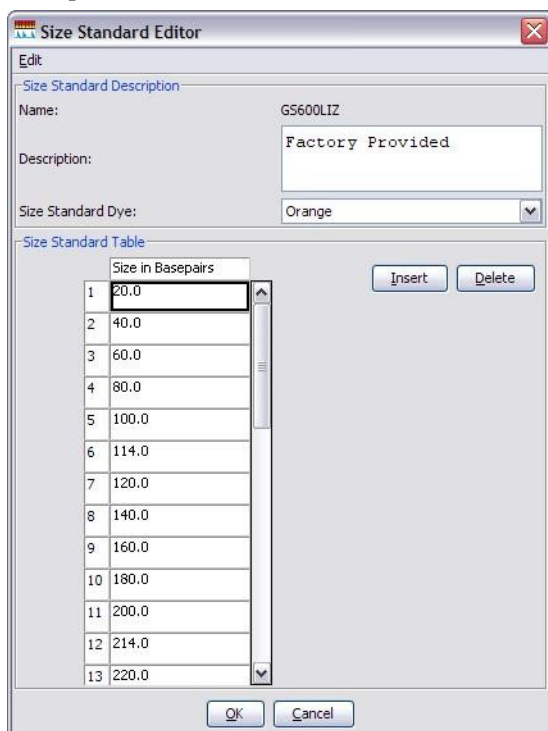 Size Standard Editor
Edit
Size Standard Description
Name: GS600LIZ
Description: Factory Provided
Size Standard Dye: Orange
Size Standard Table
Size in Basepairs
Insert Delete
1 20.0
2 40.0
3 60.0
4 80.0
5 100.0
6 114.0
7 120.0
8 140.0
9 160.0
10 180.0
11 200.0
12 214.0
13 220.0
OK Cancel